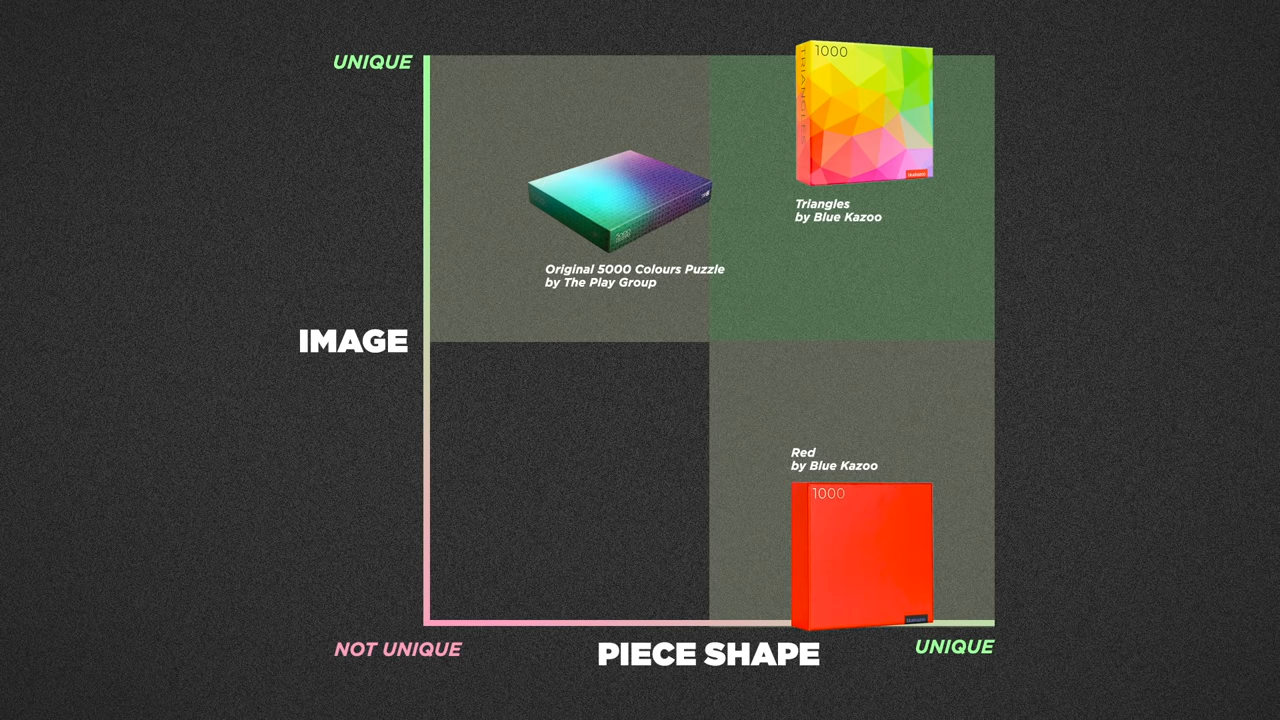 UNIQUE
1000
TRIANGLES
Triangles
by Blue Kazoo
Original 5000 Colours Puzzle
by The Play Group
IMAGE
Red
by Blue Kazoo
1000
NOT UNIQUE
PIECE SHAPE
UNIQUE